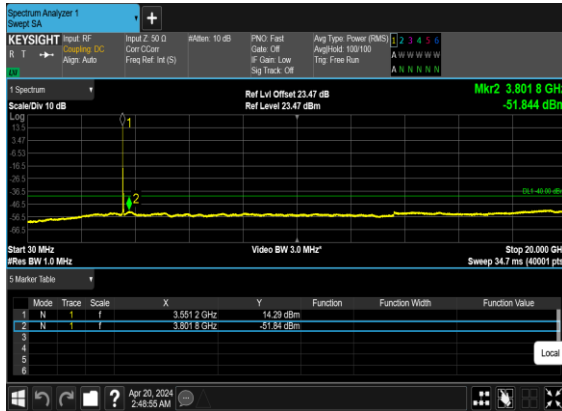 Spectrum Analyzer 1
Swept SA
+
KEYSIGHT Input: RF Input Z: 50 Ω #Atten: 10 dB PNO: Fast Avg Type: Power (RMS) 1 2 3 4 5 6
R T Coupling: DC Corr CCorr Gate: Off Avg|Hold: 100/100 A W W W W W
Align: Auto Freq Ref: Int (S) IF Gain: Low Trig: Free Run
Sig Track: Off A N N N N N
1 Spectrum
Ref Lvl Offset 23.47 dB Mkr2 3.801 8 GHz
Scale/Div 10 dB Ref Level 23.47 dBm -51.844 dBm
Log
13.5
3.47
-6.53
-16.5
-26.5
-36.5
-46.5
-56.5
-66.5
1
2
DL1 -40.00 dBm
Start 30 MHz Video BW 3.0 MHz* Stop 20.000 GHz
#Res BW 1.0 MHz Sweep 34.7 ms (40001 pts)
5 Marker Table
Mode Trace Scale X Y Function Function Width Function Value
1 N 1 f 3.551 2 GHz 14.29 dBm
2 N 1 f 3.801 8 GHz -51.84 dBm
3
4
5
6
Local
?
Apr 20, 2024
2:48:55 AM